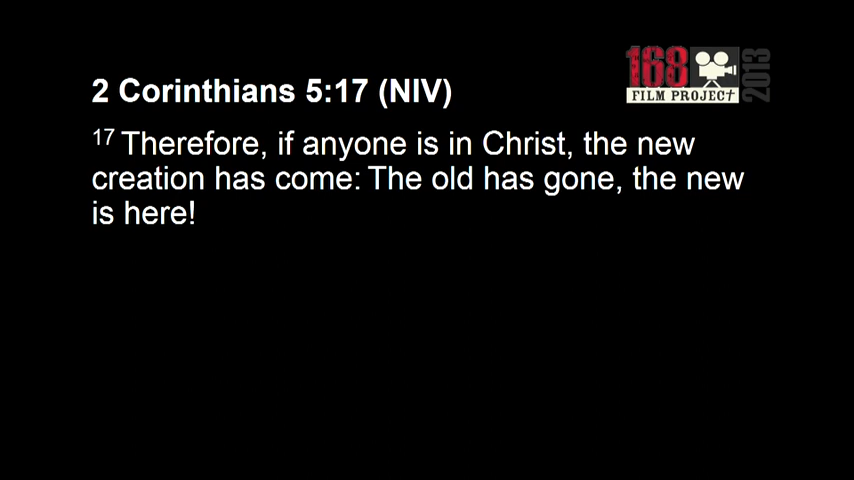 168
FILM PROJECT
2013
2 Corinthians 5:17 (NIV)
17 Therefore, if anyone is in Christ, the new
creation has come: The old has gone, the new
is here!